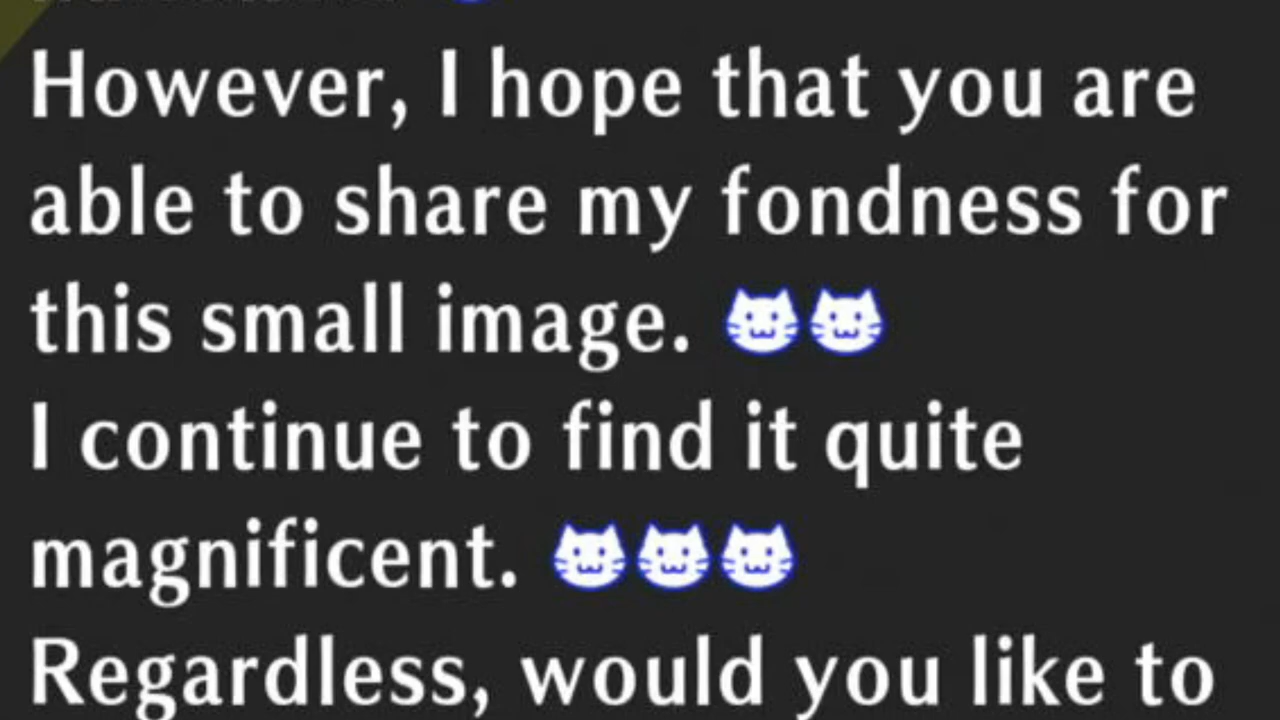 However, I hope that you are
able to share my fondness for
this small image. 🐱🐱
I continue to find it quite
magnificent. 🐱🐱🐱
Regardless, would you like to